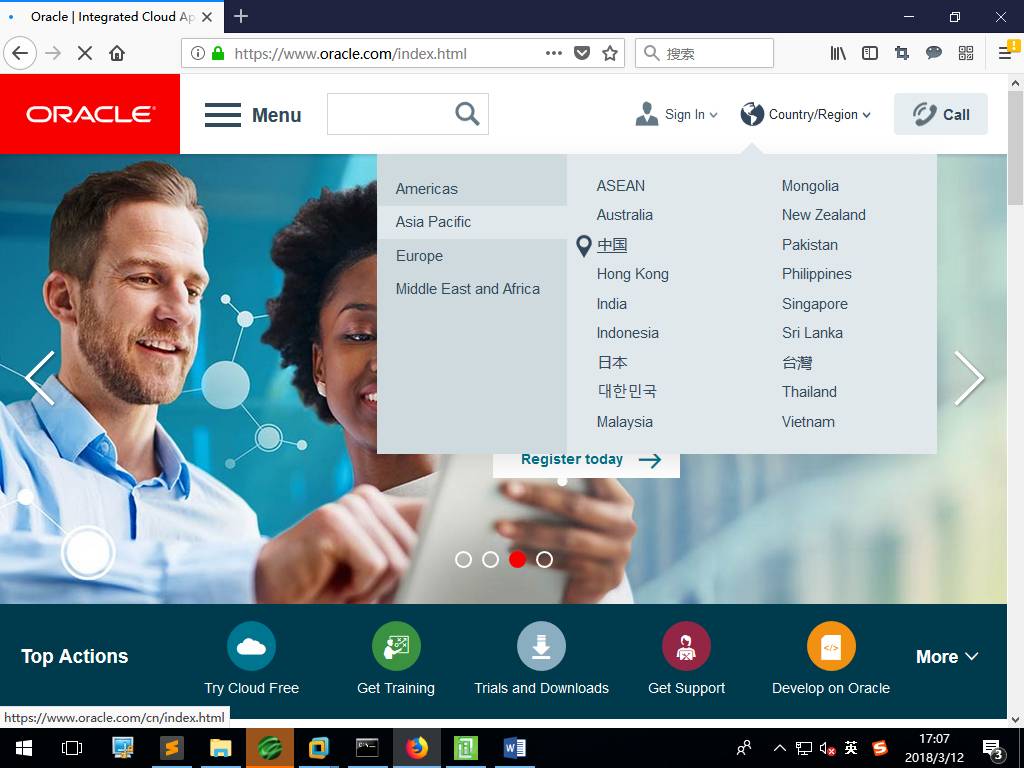 Oracle | Integrated Cloud Ap
https://www.oracle.com/index.html
搜索
ORACLE
Menu
Sign In
Country/Region
Call
Americas
Asia Pacific
Europe
Middle East and Africa
ASEAN
Australia
中国
Hong Kong
India
Indonesia
日本
대한민국
Malaysia
Mongolia
New Zealand
Pakistan
Philippines
Singapore
Sri Lanka
台灣
Thailand
Vietnam
Register today
Top Actions
Try Cloud Free
Get Training
Trials and Downloads
Get Support
Develop on Oracle
More
https://www.oracle.com/cn/index.html
英
17:07
2018/3/12
3